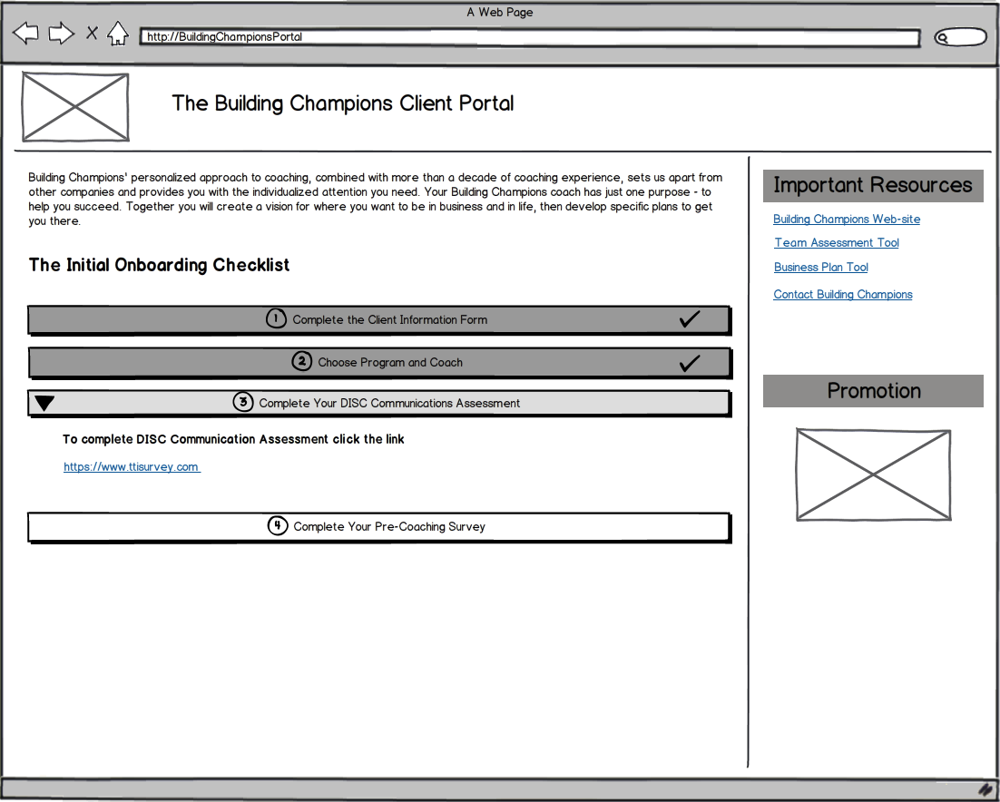 A Web Page
http://BuildingChampionsPortal
The Building Champions Client Portal
Building Champions' personalized approach to coaching, combined with more than a decade of coaching experience, sets us apart from
other companies and provides you with the individualized attention you need. Your Building Champions coach has just one purpose - to
help you succeed. Together you will create a vision for where you want to be in business and in life, then develop specific plans to get
you there.
The Initial Onboarding Checklist
1 Complete the Client Information Form
2 Choose Program and Coach
3 Complete Your DISC Communications Assessment
To complete DISC Communication Assessment click the link
https://www.ttisurvey.com
4 Complete Your Pre-Coaching Survey
Important Resources
Building Champions Web-site
Team Assessment Tool
Business Plan Tool
Contact Building Champions
Promotion